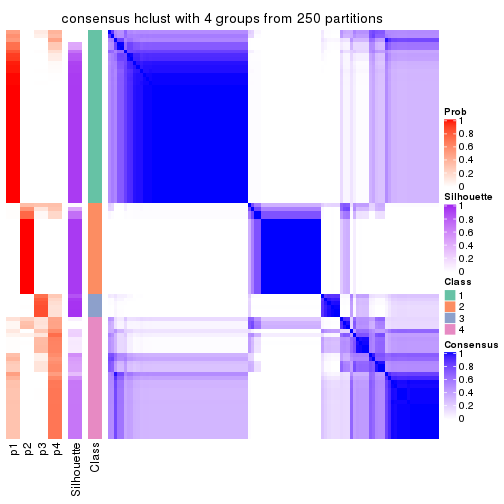 consensus hclust with 4 groups from 250 partitions
Prob
1
0.8
0.6
0.4
0.2
0
Silhouette
1
0.8
0.6
0.4
0.2
0
Class
1
2
3
4
Consensus
1
0.8
0.6
0.4
0.2
0
p1
p2
p3
p4
Silhouette
Class